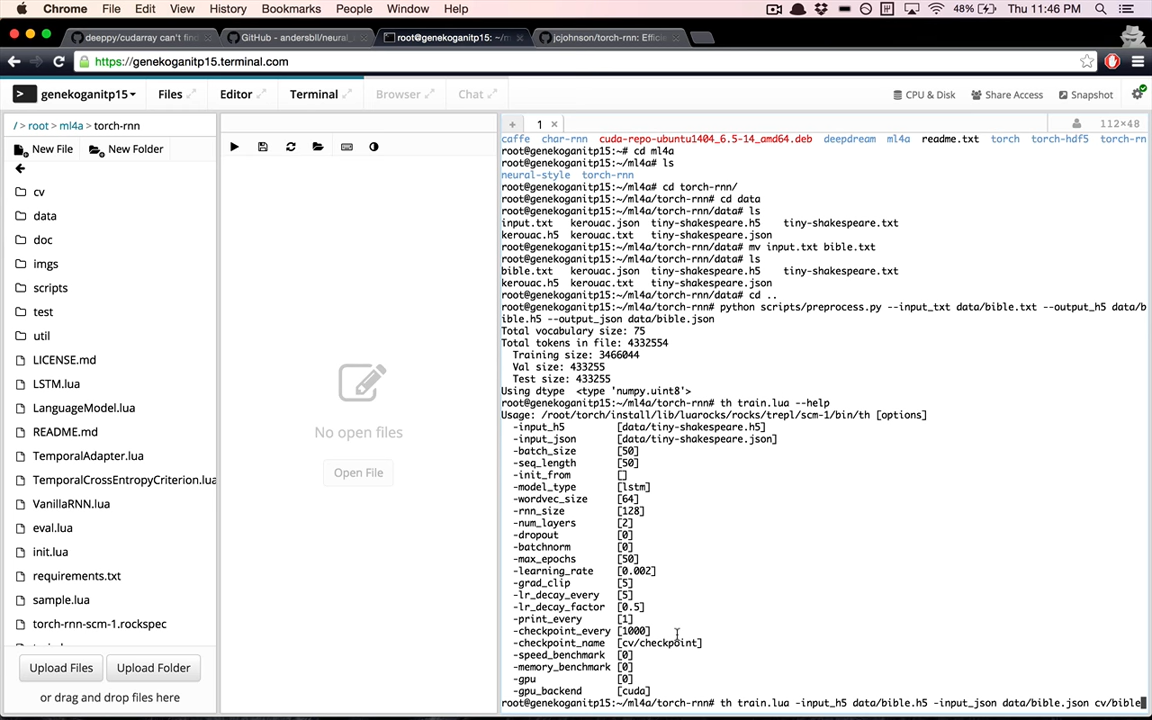 Chrome File Edit View History Bookmarks People Window Help 48% Thu 11:46 PM
deeppy/cudarray can't fin GitHub - andersbll/neural_ root@genekoganitp15: ~/m jcjohnson/torch-rnn: Efficie
https://genekoganitp15.terminal.com
genekoganitp15 Files Editor Terminal Browser Chat CPU & Disk Share Access Snapshot
/ > root > ml4a > torch-rnn
New File New Folder
cv
data
doc
imgs
scripts
test
util
LICENSE.md
LSTM.lua
LanguageModel.lua
README.md
TemporalAdapter.lua
TemporalCrossEntropyCriterion.lua
VanillaRNN.lua
eval.lua
init.lua
requirements.txt
sample.lua
torch-rnn-scm-1.rockspec
Upload Files Upload Folder
or drag and drop files here
No open files
Open File
+ 1 × 112×48
caffe char-rnn cuda-repo-ubuntu1404_6.5-14_amd64.deb deepdream ml4a readme.txt torch torch-hdf5 torch-rn
root@genekoganitp15:~# cd ml4a
root@genekoganitp15:~/ml4a# ls
neural-style torch-rnn
root@genekoganitp15:~/ml4a# cd torch-rnn/
root@genekoganitp15:~/ml4a/torch-rnn# cd data
root@genekoganitp15:~/ml4a/torch-rnn/data# ls
input.txt kerouac.json tiny-shakespeare.h5 tiny-shakespeare.txt
kerouac.h5 kerouac.txt tiny-shakespeare.json
root@genekoganitp15:~/ml4a/torch-rnn/data# mv input.txt bible.txt
root@genekoganitp15:~/ml4a/torch-rnn/data# ls
bible.txt kerouac.json tiny-shakespeare.h5 tiny-shakespeare.txt
kerouac.h5 kerouac.txt tiny-shakespeare.json
root@genekoganitp15:~/ml4a/torch-rnn/data# cd ..
root@genekoganitp15:~/ml4a/torch-rnn# python scripts/preprocess.py --input_txt data/bible.txt --output_h5 data/b
ible.h5 --output_json data/bible.json
Total vocabulary size: 75
Total tokens in file: 4332554
Training size: 3466044
Val size: 433255
Test size: 433255
Using dtype <type 'numpy.uint8'>
root@genekoganitp15:~/ml4a/torch-rnn# th train.lua --help
Usage: /root/torch/install/lib/luarocks/rocks/trepl/scm-1/bin/th [options]
-input_h5 [data/tiny-shakespeare.h5]
-input_json [data/tiny-shakespeare.json]
-batch_size [50]
-seq_length [50]
-init_from []
-model_type [lstm]
-wordvec_size [64]
-rnn_size [128]
-num_layers [2]
-dropout [0]
-batchnorm [0]
-max_epochs [50]
-learning_rate [0.002]
-grad_clip [5]
-lr_decay_every [5]
-lr_decay_factor [0.5]
-print_every [1]
-checkpoint_every [1000]
-checkpoint_name [cv/checkpoint]
-speed_benchmark [0]
-memory_benchmark [0]
-gpu [0]
-gpu_backend [cuda]
root@genekoganitp15:~/ml4a/torch-rnn# th train.lua -input_h5 data/bible.h5 -input_json data/bible.json cv/bible